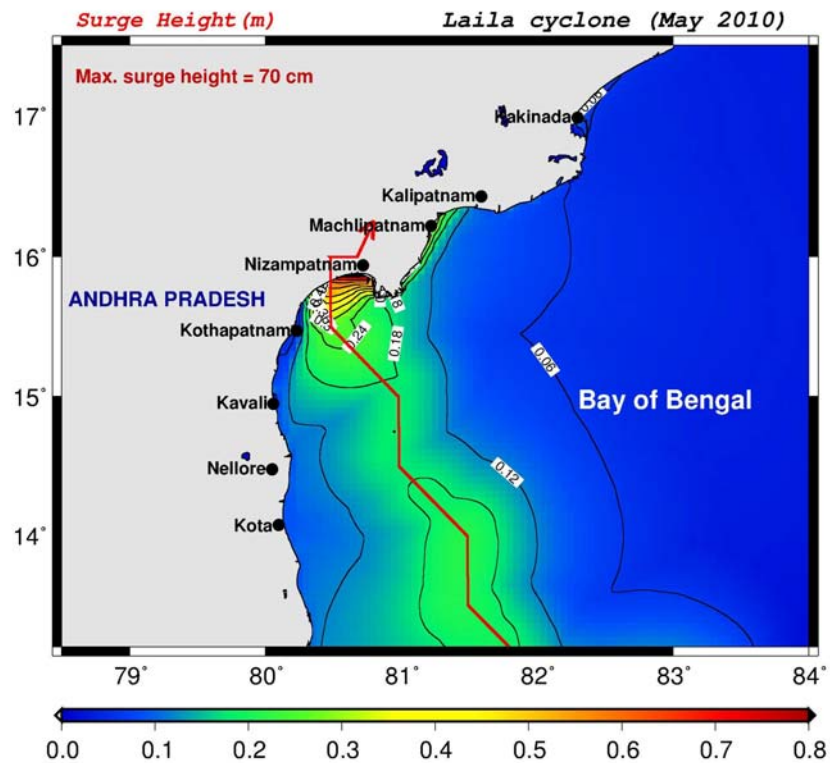 Surge Height(m)
Laila cyclone (May 2010)
Max. surge height = 70 cm
17°
Kakinada
0.06
Kalipatnam
Machlipatnam
16°
Nizampatnam
ANDHRA PRADESH
Kothapatnam
0.24
0.18
0.06
15°
Kavali
Bay of Bengal
Nellore
0.12
14°
Kota
79°
80°
81°
82°
83°
84°
0.0
0.1
0.2
0.3
0.4
0.5
0.6
0.7
0.8